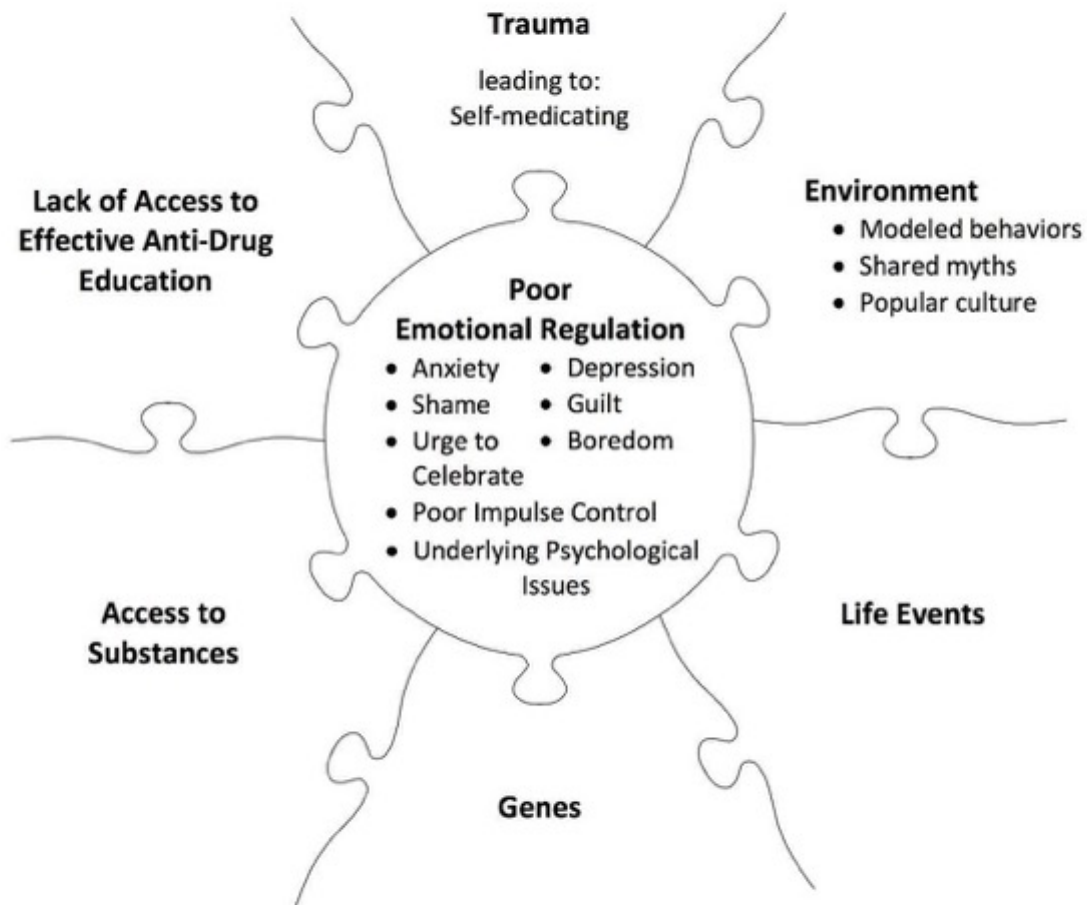 Trauma
leading to:
Self-medicating
Lack of Access to
Effective Anti-Drug
Education
Environment
• Modeled behaviors
• Shared myths
• Popular culture
Poor
Emotional Regulation
• Anxiety • Depression
• Shame • Guilt
• Urge to • Boredom
Celebrate
• Poor Impulse Control
• Underlying Psychological
Issues
Access to
Substances
Life Events
Genes